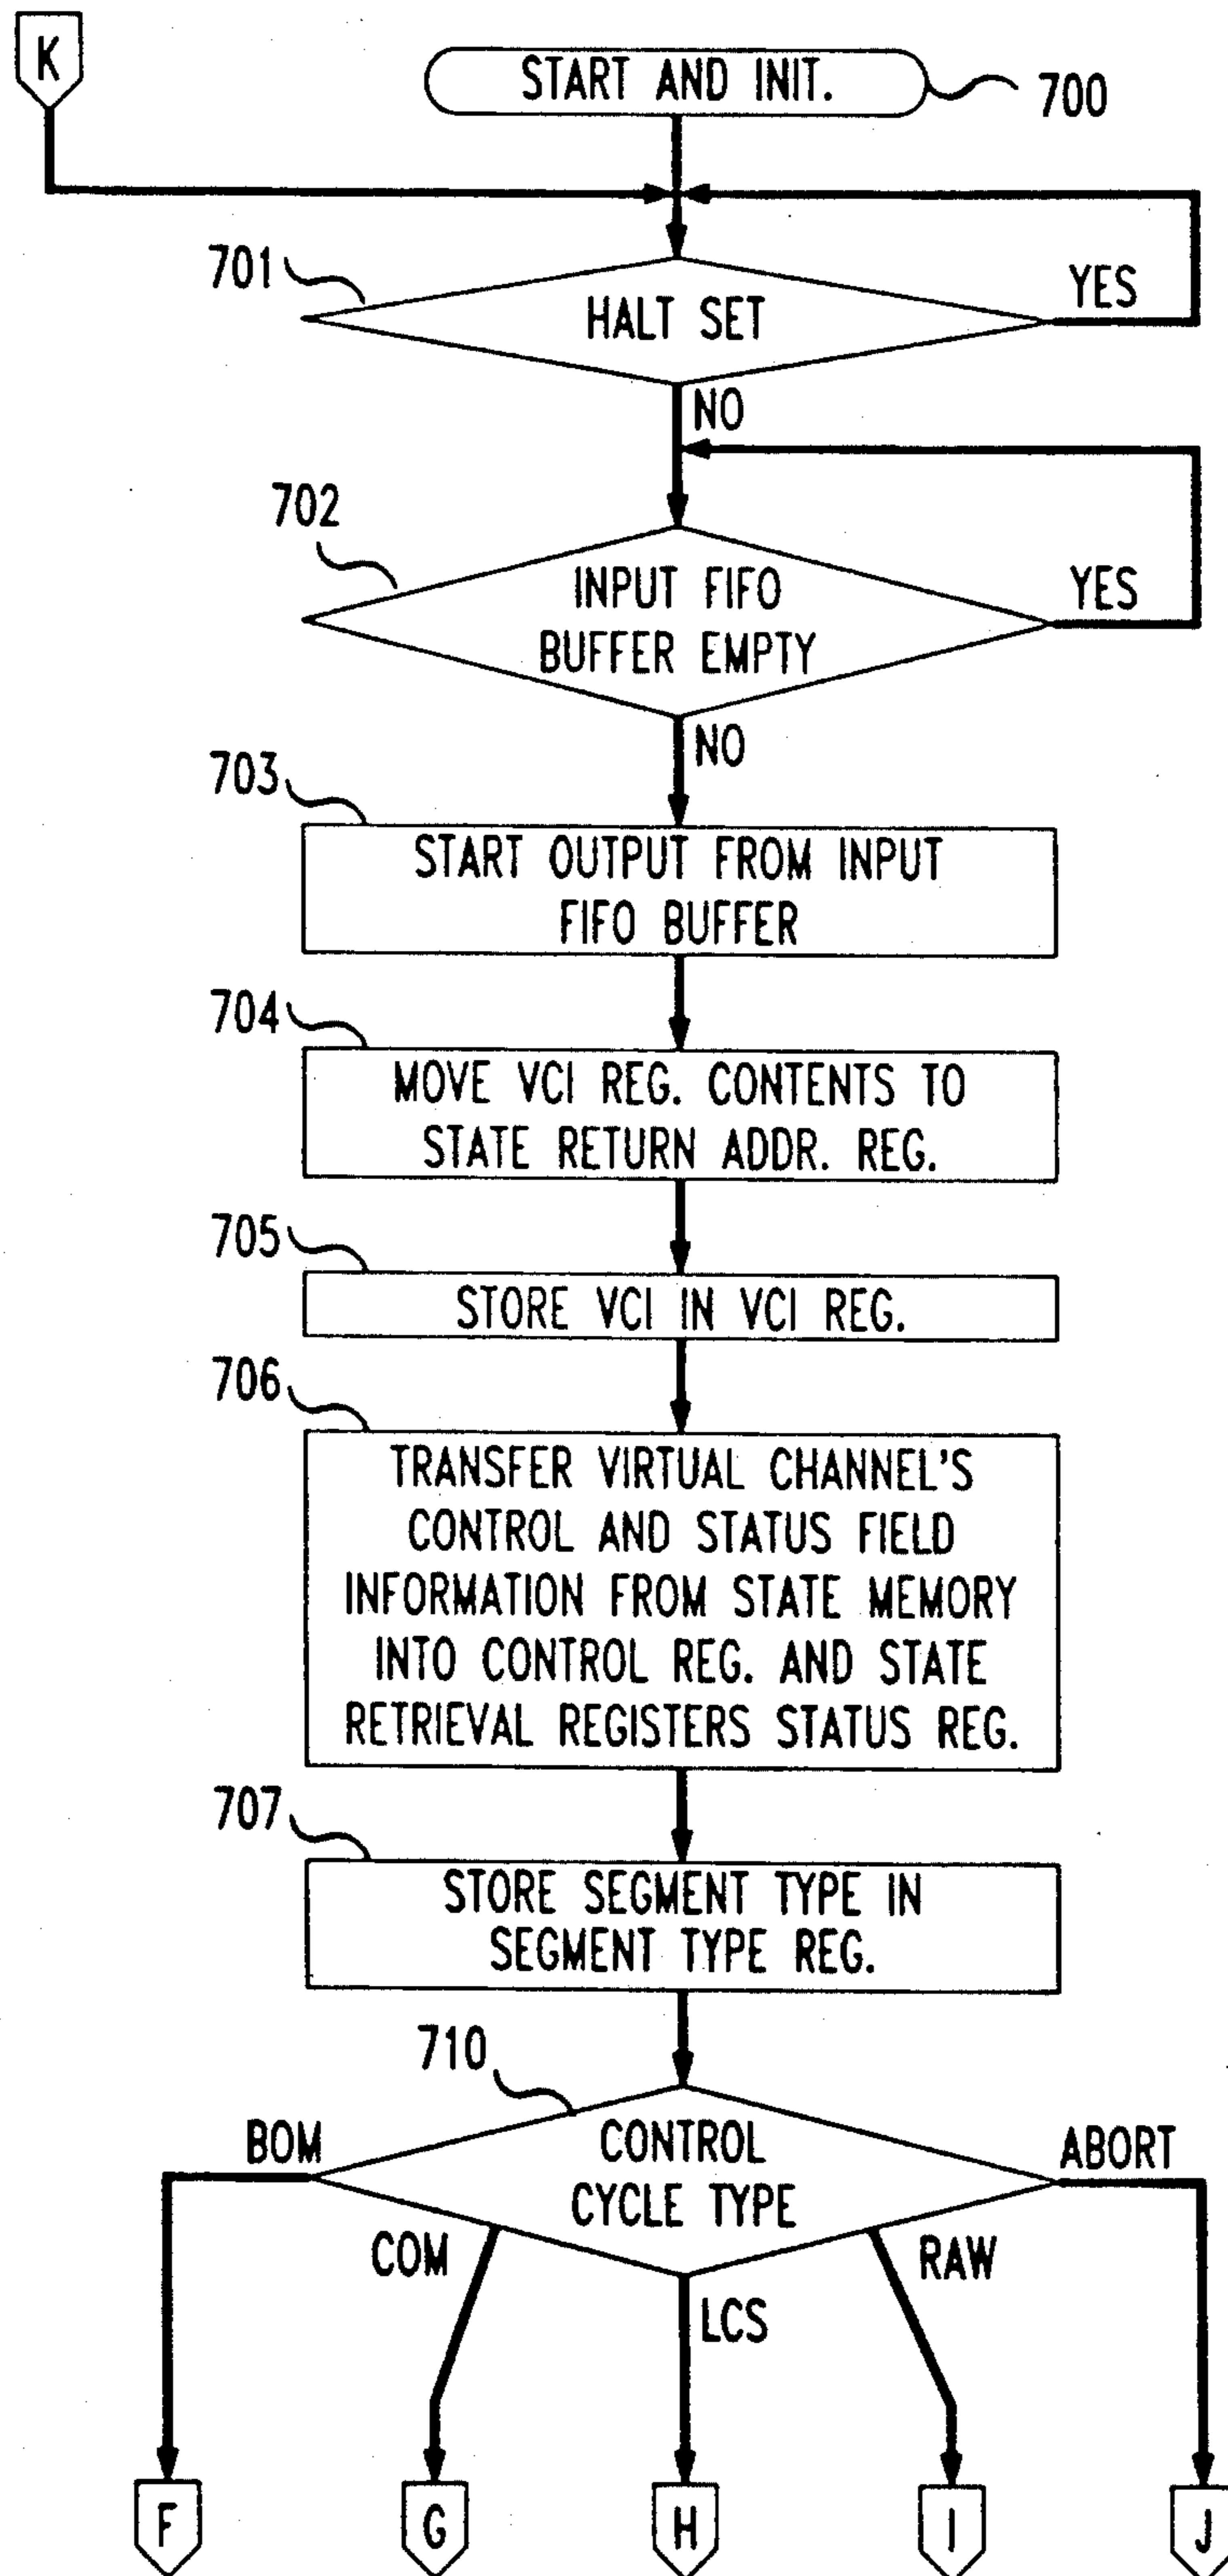 K
START AND INIT.
700
701
HALT SET
YES
NO
702
INPUT FIFO
BUFFER EMPTY
YES
NO
703
START OUTPUT FROM INPUT
FIFO BUFFER
704
MOVE VCI REG. CONTENTS TO
STATE RETURN ADDR. REG.
705
STORE VCI IN VCI REG.
706
TRANSFER VIRTUAL CHANNEL'S
CONTROL AND STATUS FIELD
INFORMATION FROM STATE MEMORY
INTO CONTROL REG. AND STATE
RETRIEVAL REGISTERS STATUS REG.
707
STORE SEGMENT TYPE IN
SEGMENT TYPE REG.
710
CONTROL
CYCLE TYPE
BOM
COM
LCS
RAW
ABORT
F
G
H
I
J